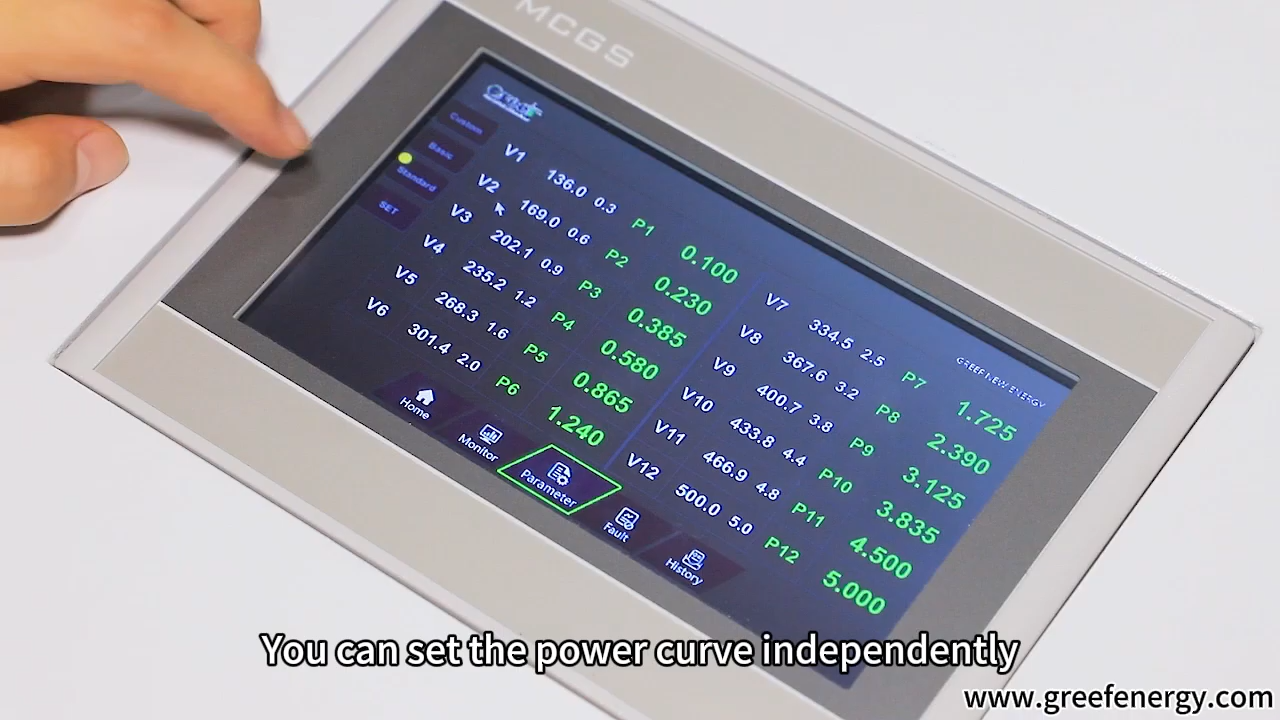 MCGS
Custom
Basic
Standard
SET
V1 136.0 0.3 P1 0.100
V2 169.0 0.6 P2 0.230
V3 202.1 0.9 P3 0.385
V4 235.2 1.2 P4 0.580
V5 268.3 1.6 P5 0.865
V6 301.4 2.0 P6 1.240
V7 334.5 2.5 P7 1.725
V8 367.6 3.2 P8 2.390
V9 400.7 3.8 P9 3.125
V10 433.8 4.4 P10 3.835
V11 466.9 4.8 P11 4.500
V12 500.0 5.0 P12 5.000
GREEF NEW ENERGY
Home
Monitor
Parameter
Fault
History
You can set the power curve independently
www.greefenergy.com